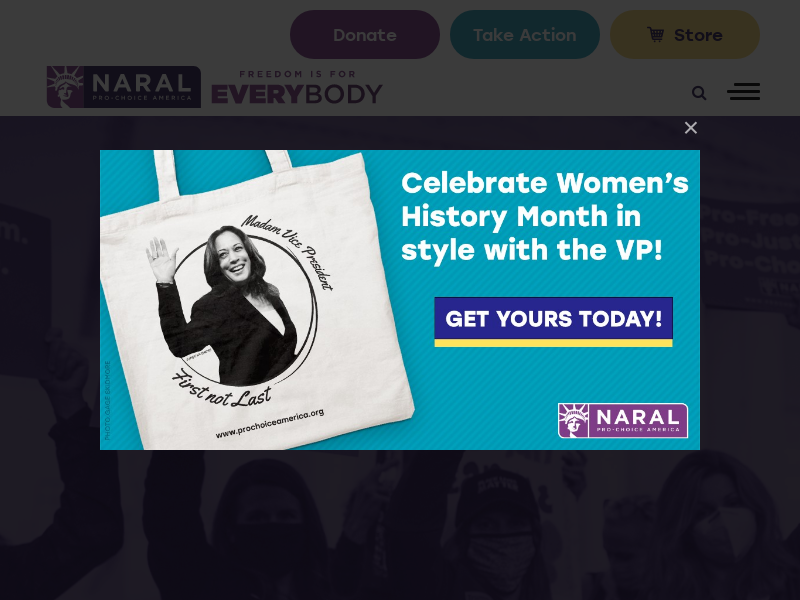 Donate
Take Action
Store
NARAL
PRO-CHOICE AMERICA
FREEDOM IS FOR
EVERYBODY
×
Celebrate Women's
History Month in
style with the VP!
GET YOURS TODAY!
Madam Vice President
First not Last
www.prochoiceamerica.org
NARAL
PRO-CHOICE AMERICA